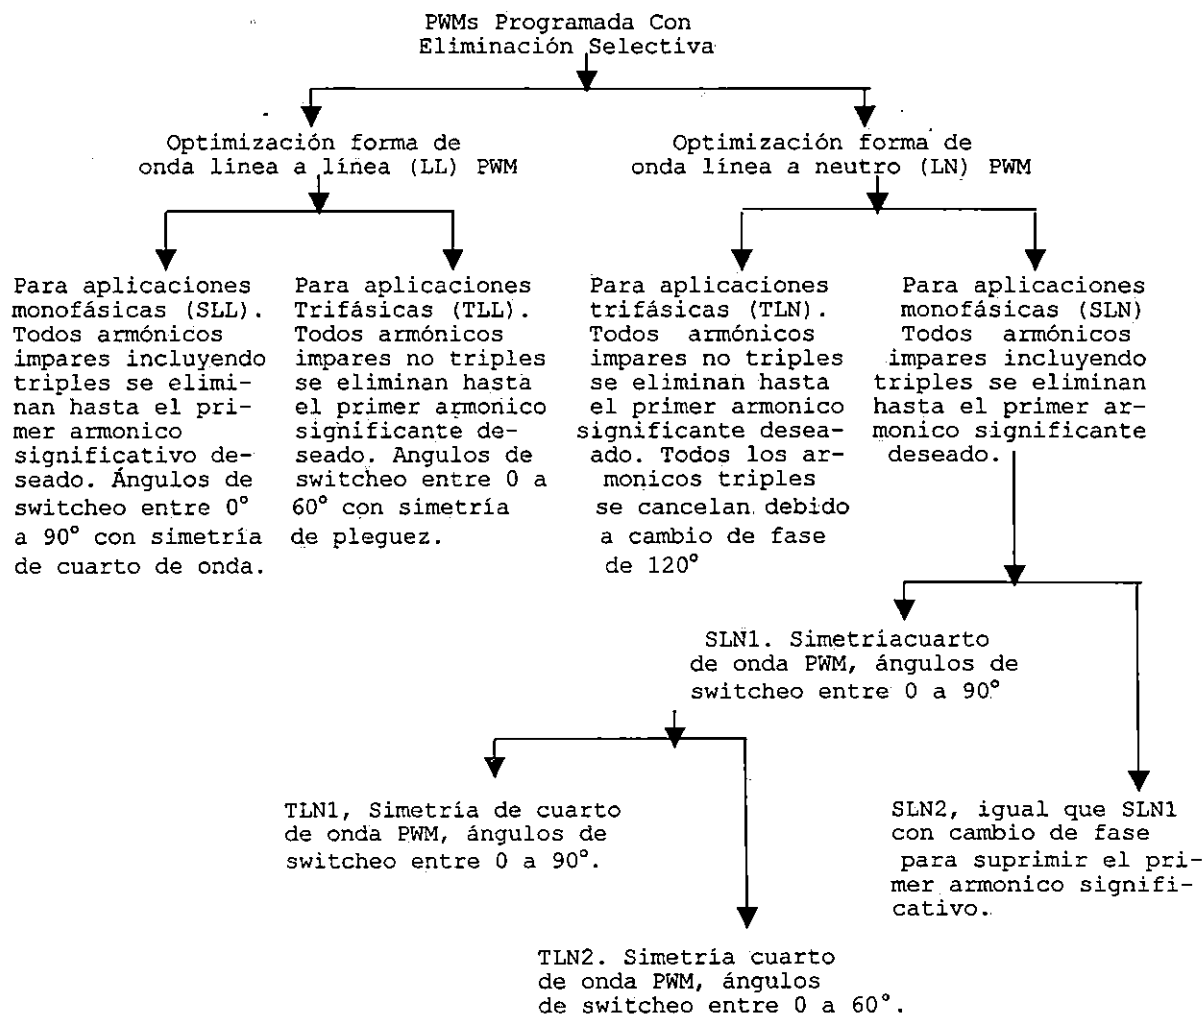 PWMs Programada Con
Eliminación Selectiva
Optimización forma de
onda linea a línea (LL) PWM
Optimización forma de
onda línea a neutro (LN) PWM
Para aplicaciones
monofásicas (SLL).
Todos armónicos
impares incluyendo
triples se elimi-
nan hasta el pri-
mer armonico
significativo de-
seado. Ángulos de
switcheo entre 0°
a 90° con simetría
de cuarto de onda.
Para aplicaciones
Trifásicas (TLL).
Todos armónicos
impares no triples
se eliminan hasta
el primer armonico
significante de-
seado. Angulos de
switcheo entre 0 a
60° con simetría
de pleguez.
Para aplicaciones
trifásicas (TLN).
Todos armónicos
impares no triples
se eliminan hasta
el primer armonico
significante desea-
ado. Todos los ar-
monicos triples
se cancelan debido
a cambio de fase
de 120°
Para aplicaciones
monofásicas (SLN)
Todos armónicos
impares incluyendo
triples se eliminan
hasta el primer ar-
monico significante
deseado.
SLN1. Simetríacuarto
de onda PWM, ángulos de
switcheo entre 0 a 90°
TLN1, Simetría de cuarto
de onda PWM, ángulos de
switcheo entre 0 a 90°.
SLN2, igual que SLN1
con cambio de fase
para suprimir el pri-
mer armonico signifi-
cativo.
TLN2. Simetría cuarto
de onda PWM, ángulos
de switcheo entre 0 a 60°.